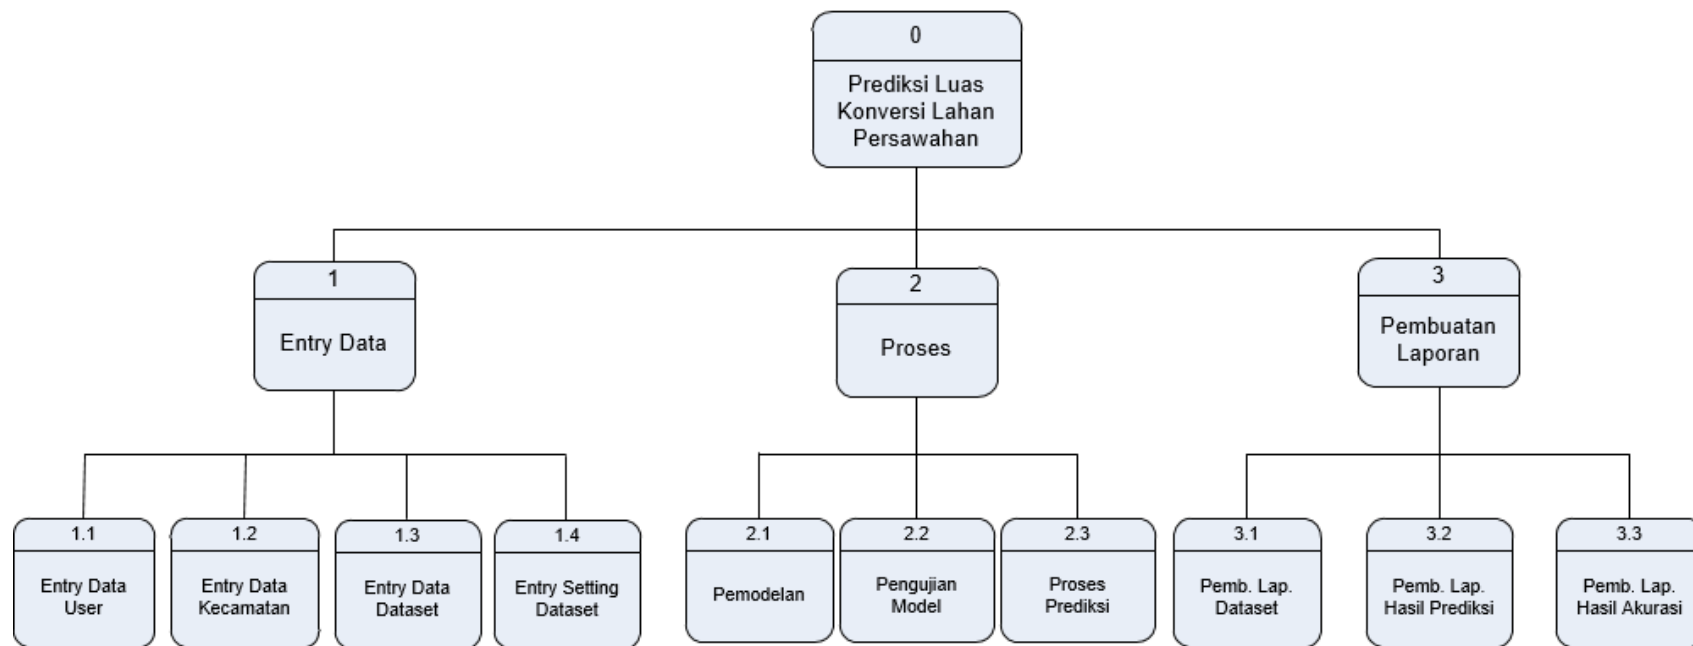 0
Prediksi Luas
Konversi Lahan
Persawahan
1
Entry Data
2
Proses
3
Pembuatan
Laporan
1.1
Entry Data
User
1.2
Entry Data
Kecamatan
1.3
Entry Data
Dataset
1.4
Entry Setting
Dataset
2.1
Pemodelan
2.2
Pengujian
Model
2.3
Proses
Prediksi
3.1
Pemb. Lap.
Dataset
3.2
Pemb. Lap.
Hasil Prediksi
3.3
Pemb. Lap.
Hasil Akurasi